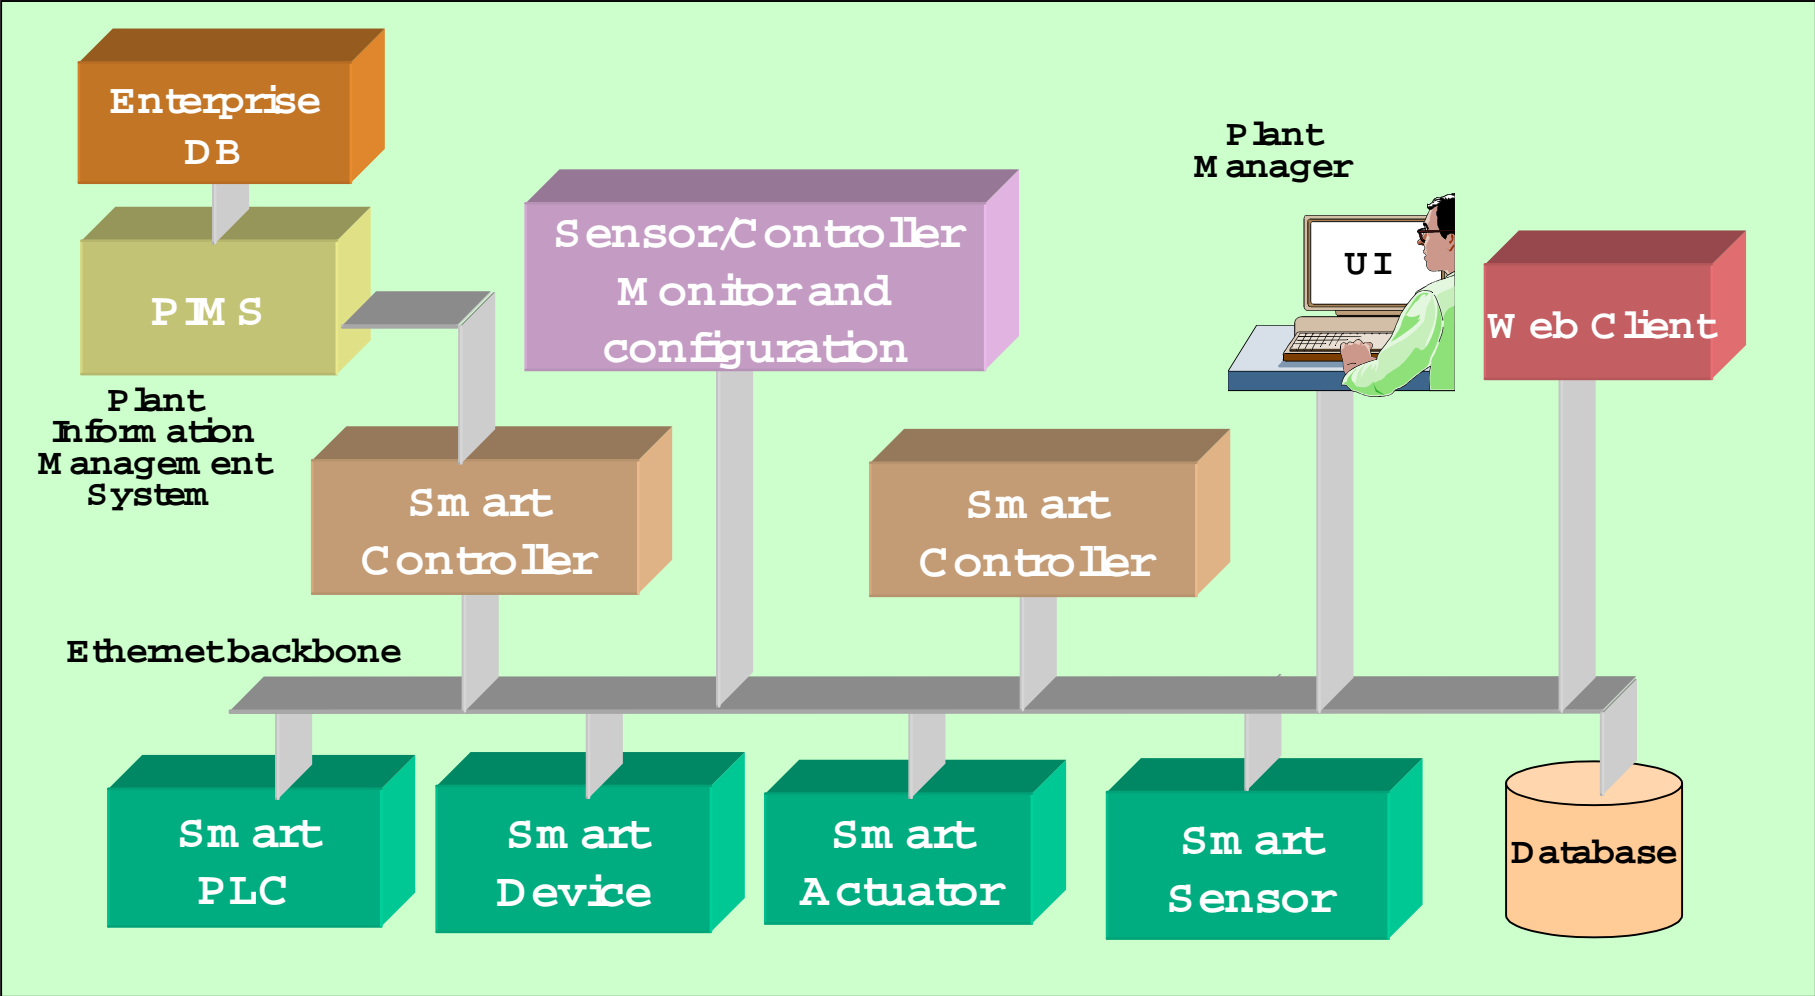 Enterprise
DB
PIMS
Plant
Information
Management
System
Sensor/Controller
Monitor and
configuration
Plant
Manager
UI
Web Client
Smart
Controller
Smart
Controller
Ethernet backbone
Smart
PLC
Smart
Device
Smart
Actuator
Smart
Sensor
Database